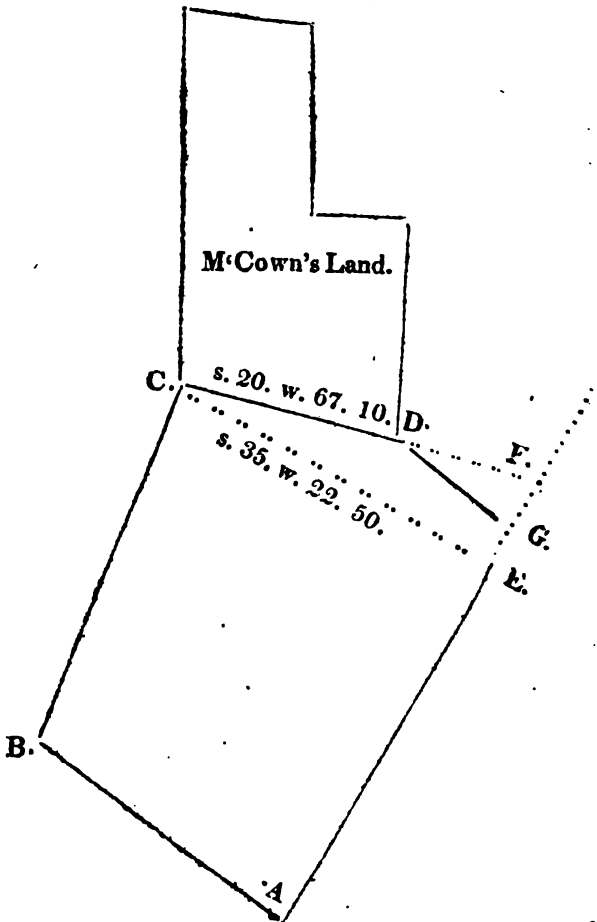 M‘Cown's Land.
C.
s. 20. w. 67. 10.
D.
s. 35. w. 22. 50.
F.
G.
E.
B.
A